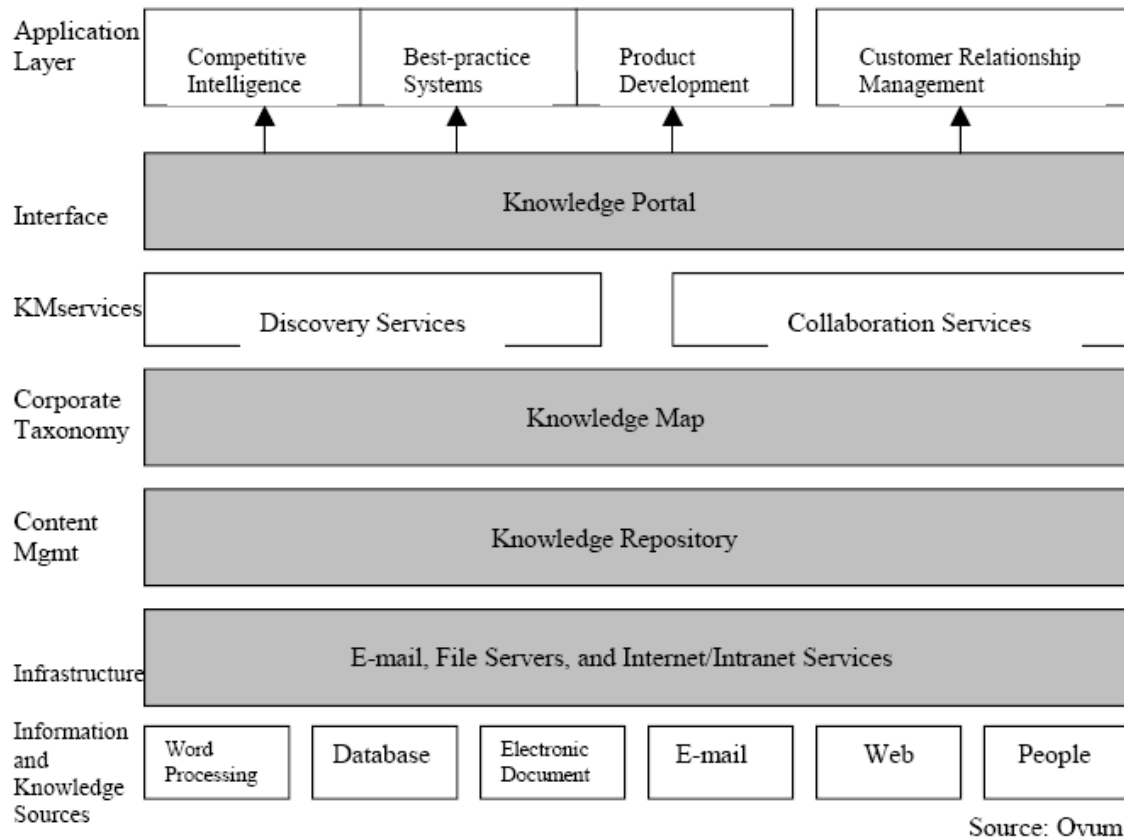 Application
Layer
Competitive
Intelligence
Best-practice
Systems
Product
Development
Customer Relationship
Management
Interface
Knowledge Portal
KMservices
Discovery Services
Collaboration Services
Corporate
Taxonomy
Knowledge Map
Content
Mgmt
Knowledge Repository
Infrastructure
E-mail, File Servers, and Internet/Intranet Services
Information
and
Knowledge
Sources
Word
Processing
Database
Electronic
Document
E-mail
Web
People
Source: Ovum